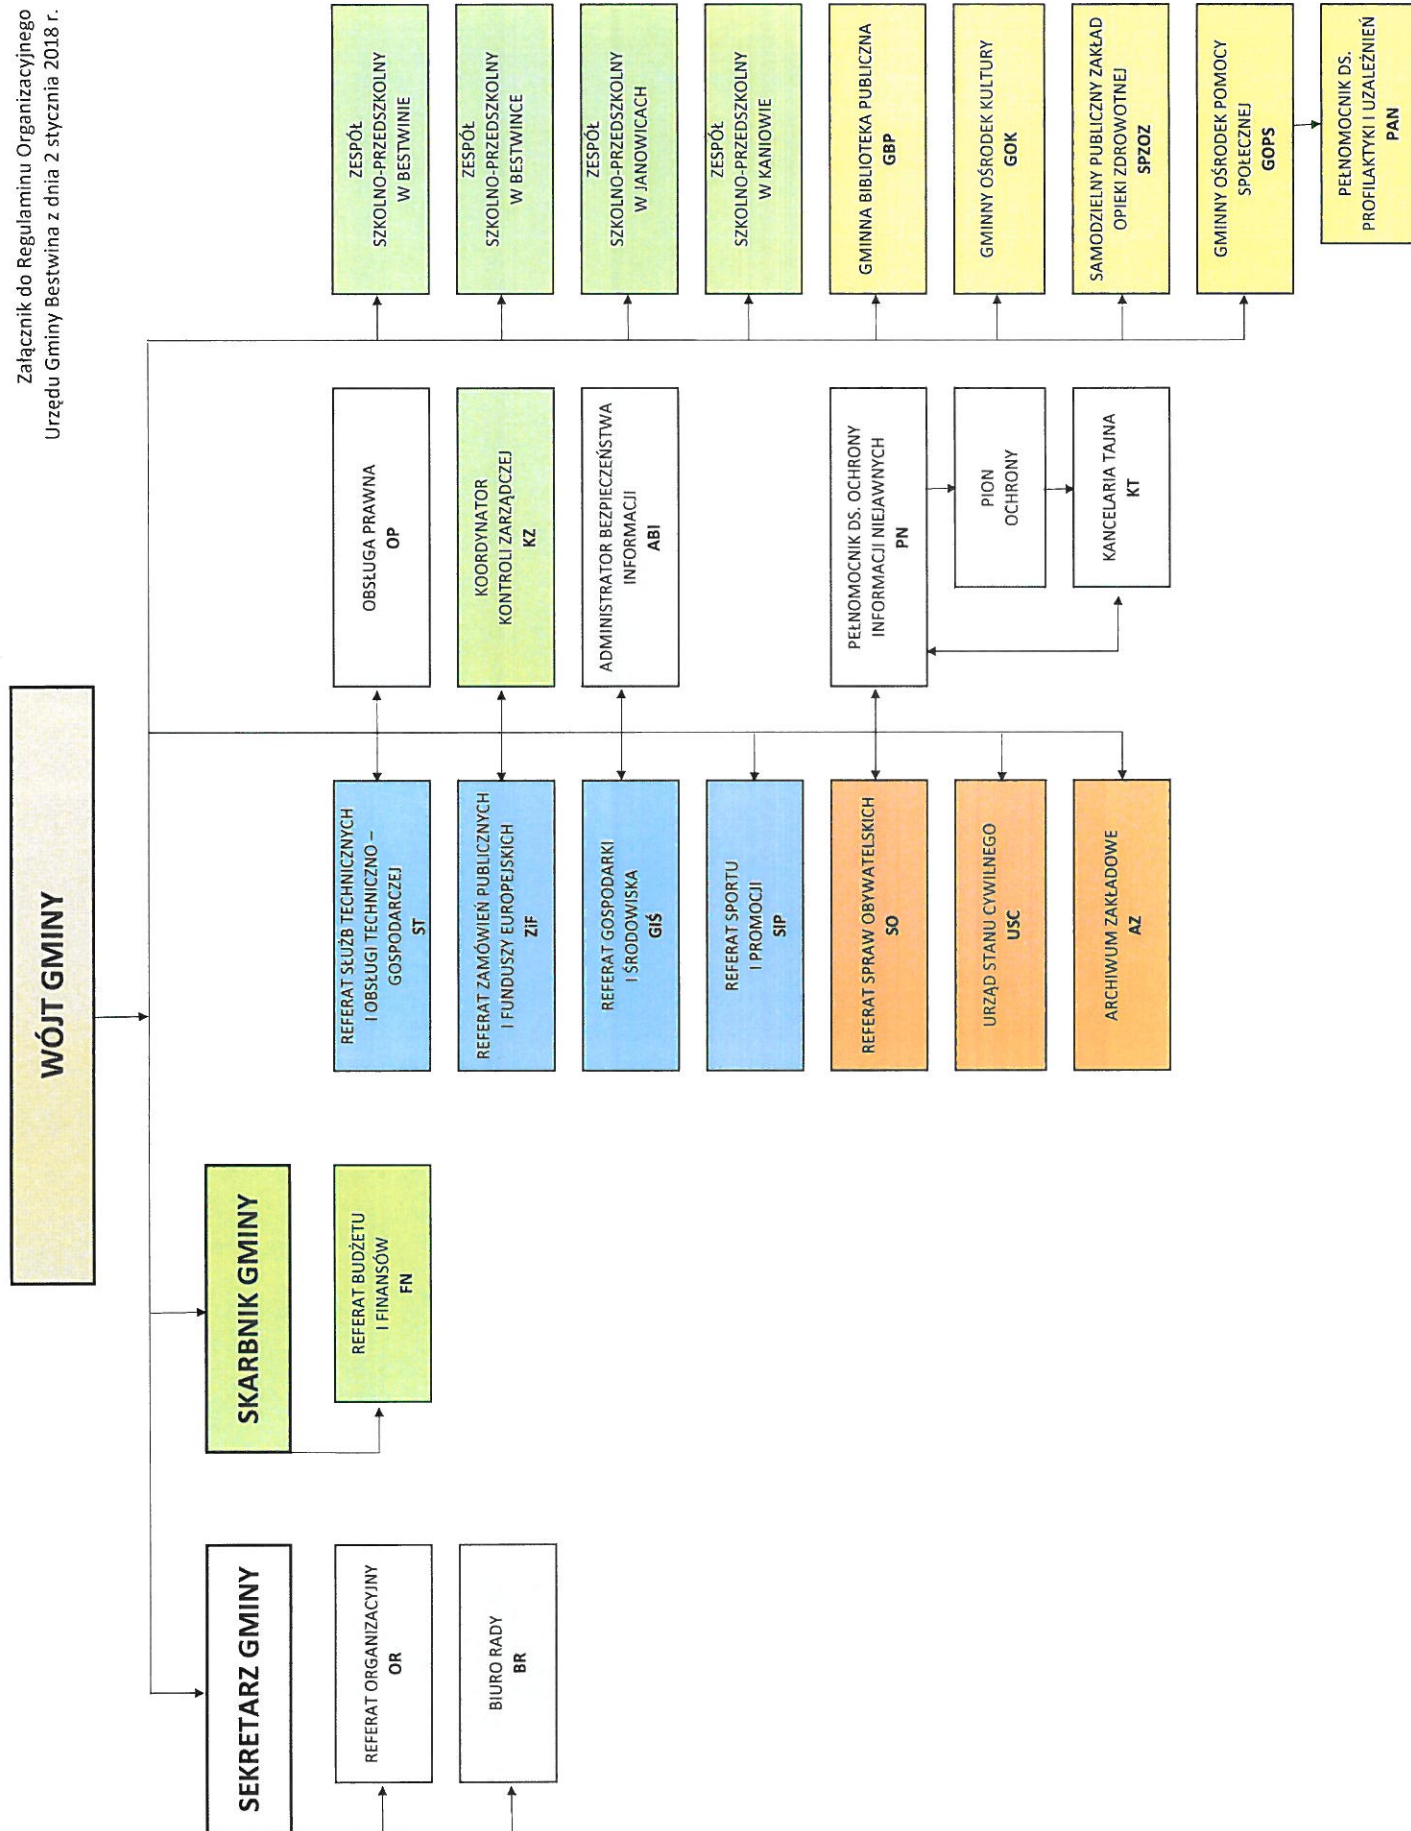 Załącznik do Regulaminu Organizacyjnego
Urzędu Gminy Bestwina z dnia 2 stycznia 2018 r.
WÓJT GMINY
SEKRETARZ GMINY
REFERAT ORGANIZACYJNY
OR
BIURO RADY
BR
SKARBNIK GMINY
REFERAT BUDŻETU
I FINANSÓW
FN
REFERAT SŁUŻB TECHNICZNYCH
I OBSŁUGI TECHNICZNO –
GOSPODARCZEJ
ST
REFERAT ZAMÓWIEŃ PUBLICZNYCH
I FUNDUSZY EUROPEJSKICH
ZiF
REFERAT GOSPODARKI
I ŚRODOWISKA
GIŚ
REFERAT SPORTU
I PROMOCJI
SIP
REFERAT SPRAW OBYWATELSKICH
SO
URZĄD STANU CYWILNEGO
USC
ARCHIWUM ZAKŁADOWE
AZ
OBSŁUGA PRAWNA
OP
KOORDYNATOR
KONTROLI ZARZĄDCZEJ
KZ
ADMINISTRATOR BEZPIECZEŃSTWA
INFORMACJI
ABI
PEŁNOMOCNIK DS. OCHRONY
INFORMACJI NIEJAWNYCH
PN
PION
OCHRONY
KANCELARIA TAJNA
KT
ZESPÓŁ
SZKOLNO-PRZEDSZKOLNY
W BESTWINIE
ZESPÓŁ
SZKOLNO-PRZEDSZKOLNY
W BESTWINCE
ZESPÓŁ
SZKOLNO-PRZEDSZKOLNY
W JANOWICACH
ZESPÓŁ
SZKOLNO-PRZEDSZKOLNY
W KANIOWIE
GMINNA BIBLIOTEKA PUBLICZNA
GBP
GMINNY OŚRODEK KULTURY
GOK
SAMODZIELNY PUBLICZNY ZAKŁAD
OPIEKI ZDROWOTNEJ
SPZOZ
GMINNY OŚRODEK POMOCY
SPOŁECZNEJ
GOPS
PEŁNOMOCNIK DS.
PROFILAKTYKI I UZALEŻNIEŃ
PAN